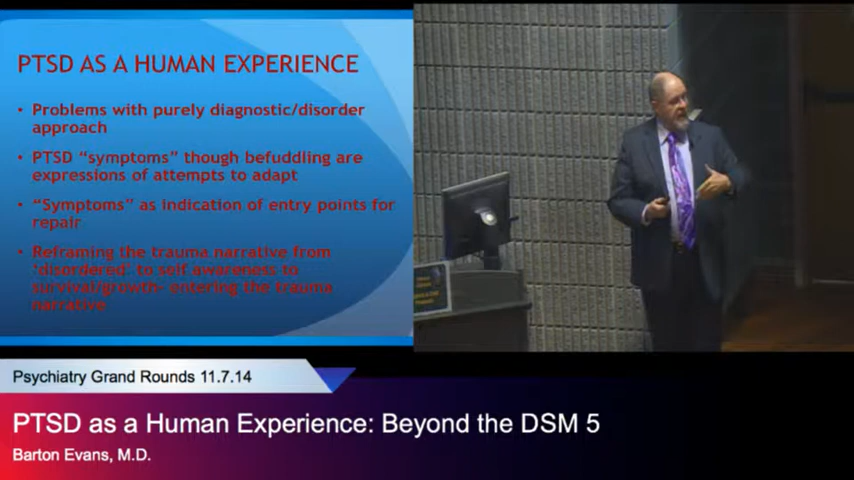 PTSD AS A HUMAN EXPERIENCE
• Problems with purely diagnostic/disorder
approach
• PTSD “symptoms” though befuddling are
expressions of attempts to adapt
• “Symptoms” as indication of entry points for
repair
• Reframing the trauma narrative from
‘disordered’ to self awareness to
survival/growth- entering the trauma
narrative
Psychiatry Grand Rounds 11.7.14
PTSD as a Human Experience: Beyond the DSM 5
Barton Evans, M.D.